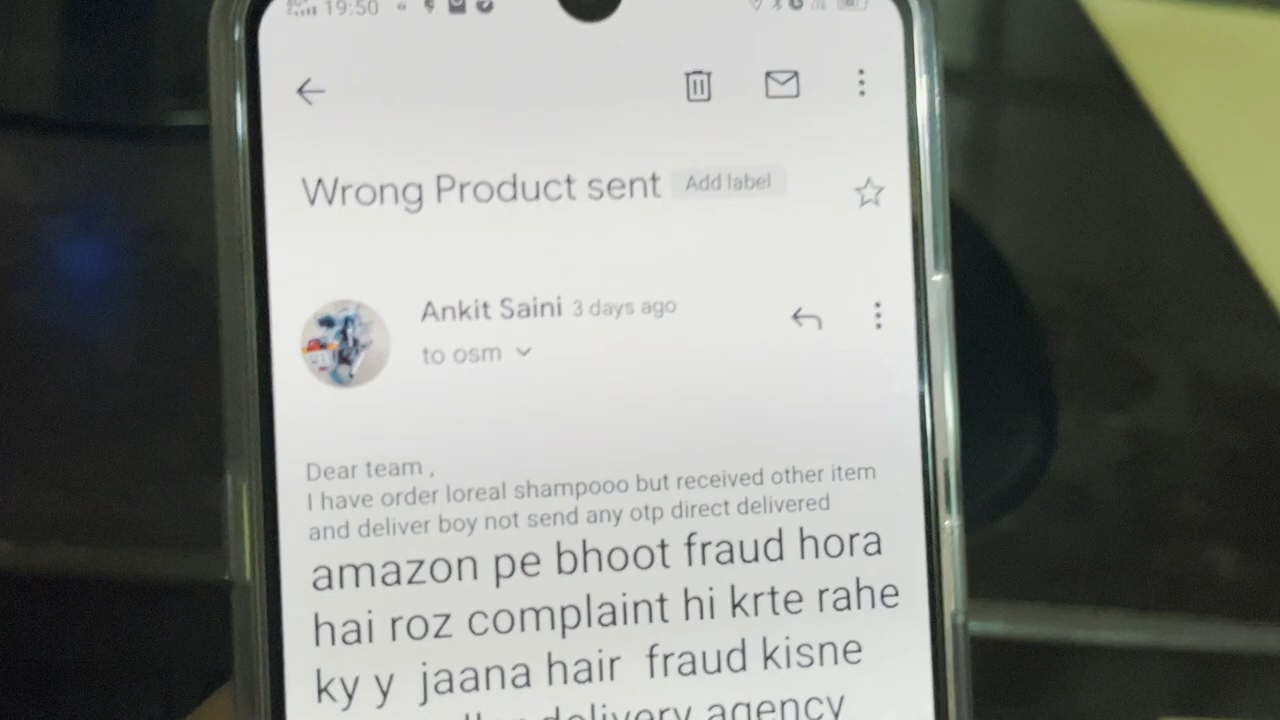 19:50
Wrong Product sent Add label
Ankit Saini 3 days ago
to osm
Dear team ,
I have order loreal shampooo but received other item
and deliver boy not send any otp direct delivered
amazon pe bhoot fraud hora
hai roz complaint hi krte rahe
ky y jaana hair fraud kisne
delivery agency